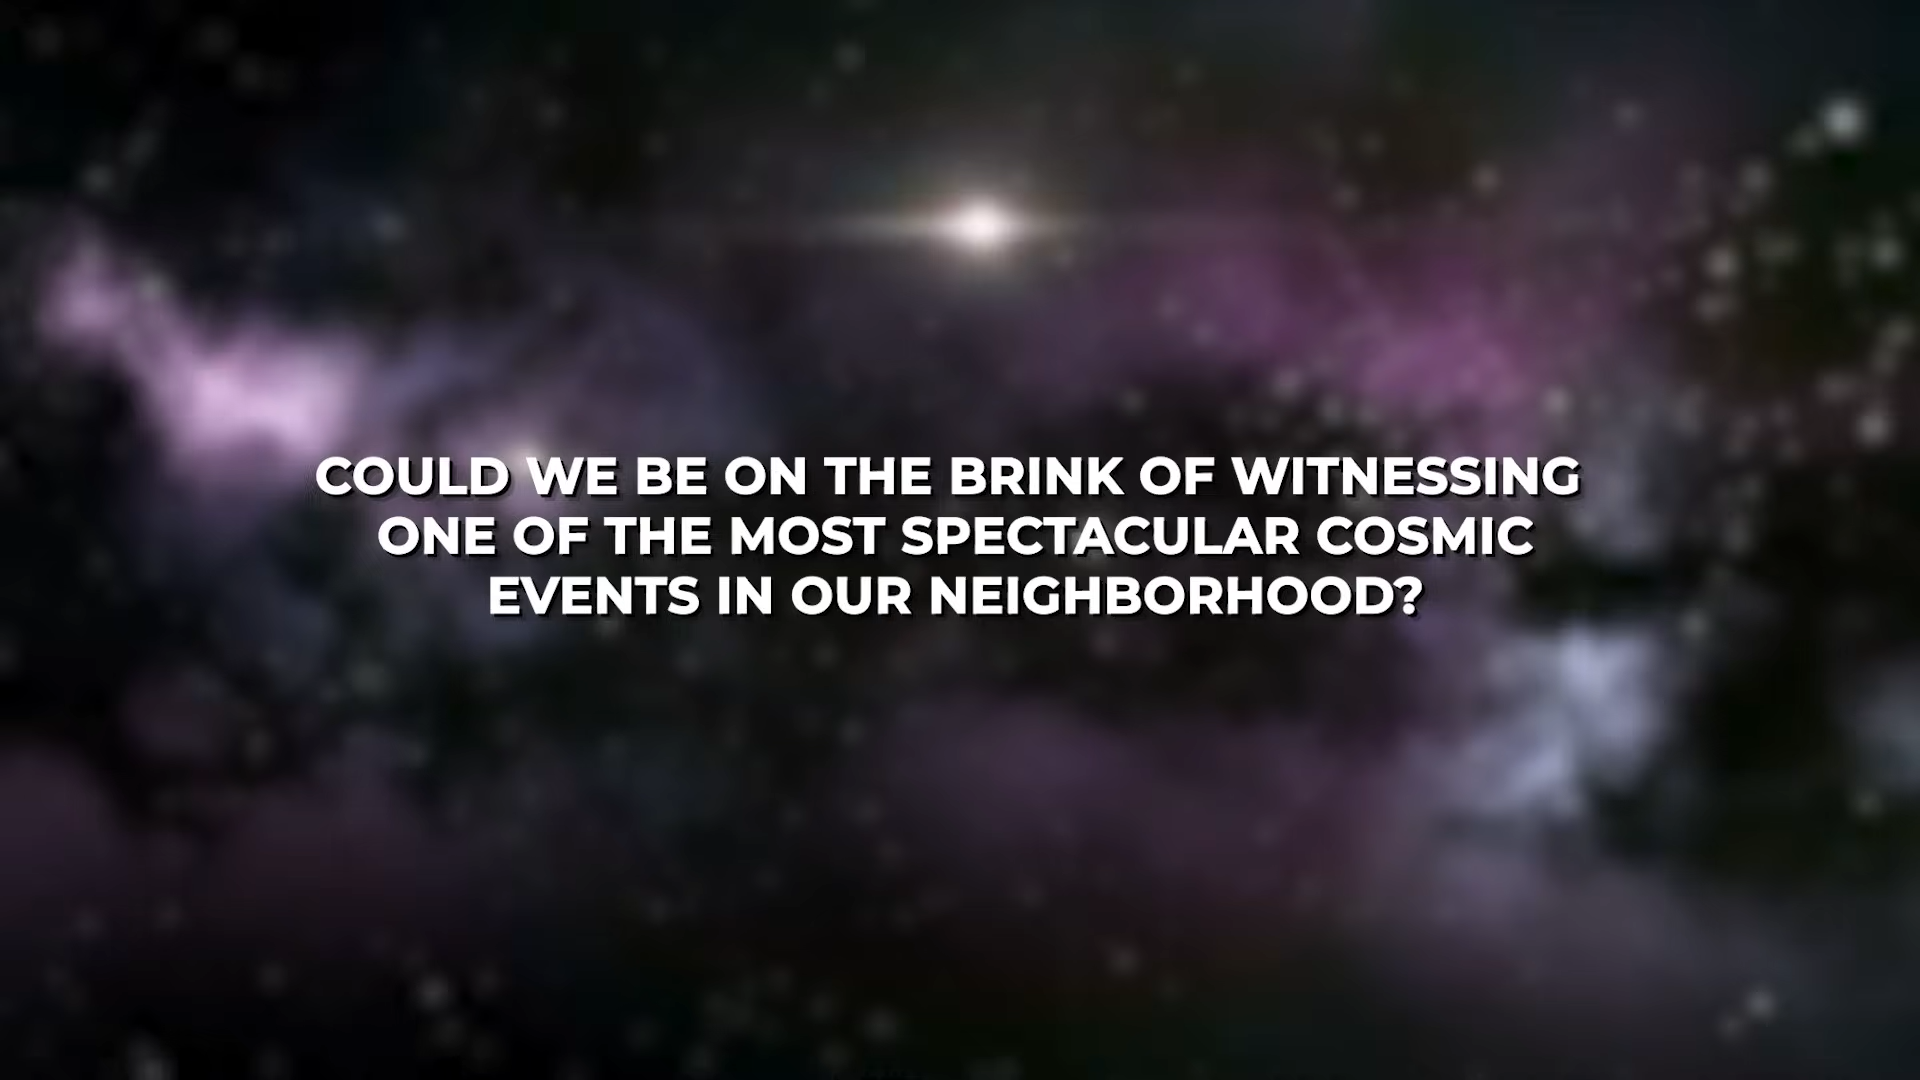 COULD WE BE ON THE BRINK OF WITNESSING
ONE OF THE MOST SPECTACULAR COSMIC
EVENTS IN OUR NEIGHBORHOOD?